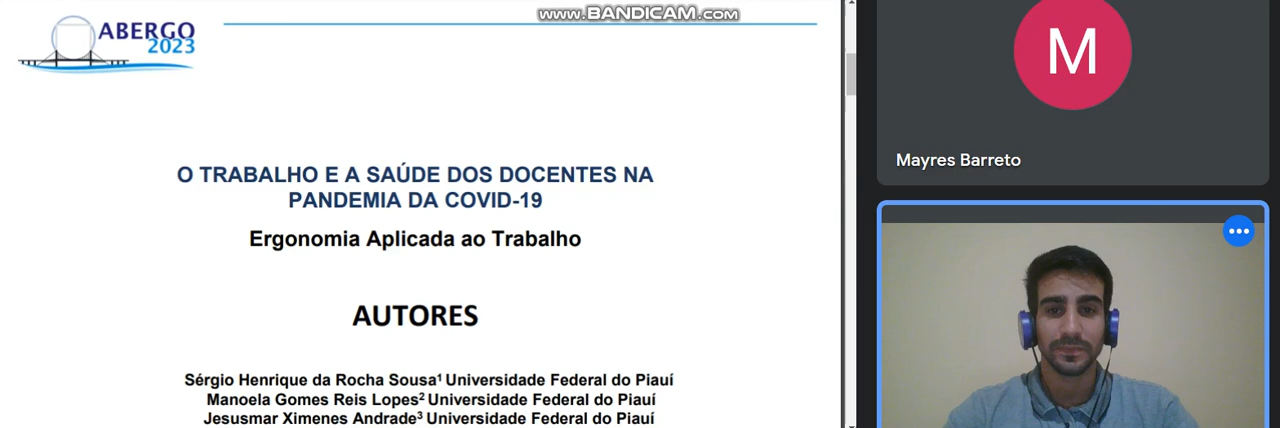 www.BANDICAM.com
ABERGO
2023
O TRABALHO E A SAÚDE DOS DOCENTES NA
PANDEMIA DA COVID-19
Ergonomia Aplicada ao Trabalho
AUTORES
Sérgio Henrique da Rocha Sousa¹ Universidade Federal do Piauí
Manoela Gomes Reis Lopes² Universidade Federal do Piauí
Jesusmar Ximenes Andrade³ Universidade Federal do Piauí
M
Mayres Barreto